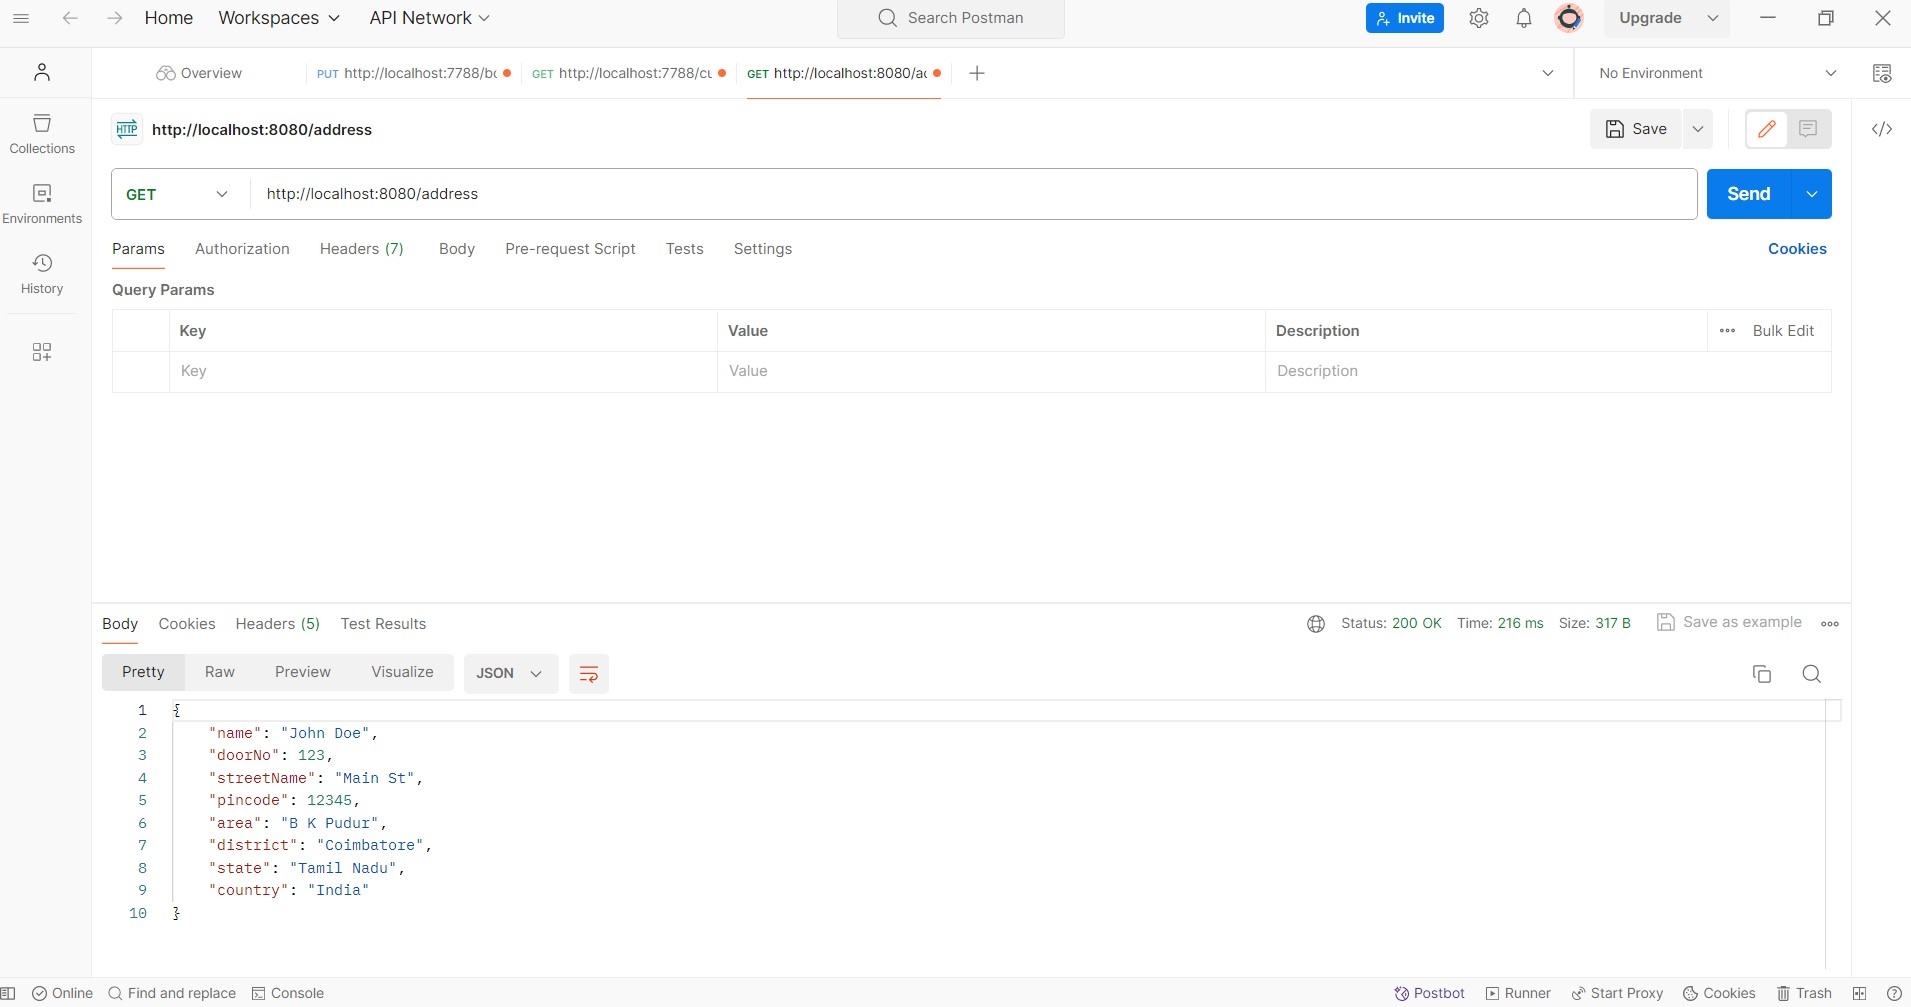 Home Workspaces API Network Search Postman Invite Upgrade
Overview PUT http://localhost:7788/bo GET http://localhost:7788/cu GET http://localhost:8080/ad No Environment
HTTP http://localhost:8080/address Save
Collections
GET http://localhost:8080/address Send
Environments
Params Authorization Headers (7) Body Pre-request Script Tests Settings Cookies
History
Query Params
Key Value Description Bulk Edit
Key Value Description
Body Cookies Headers (5) Test Results Status: 200 OK Time: 216 ms Size: 317 B Save as example
Pretty Raw Preview Visualize JSON
1 {
2 "name": "John Doe",
3 "doorNo": 123,
4 "streetName": "Main St",
5 "pincode": 12345,
6 "area": "B K Pudur",
7 "district": "Coimbatore",
8 "state": "Tamil Nadu",
9 "country": "India"
10 }
Online Find and replace Console Postbot Runner Start Proxy Cookies Trash